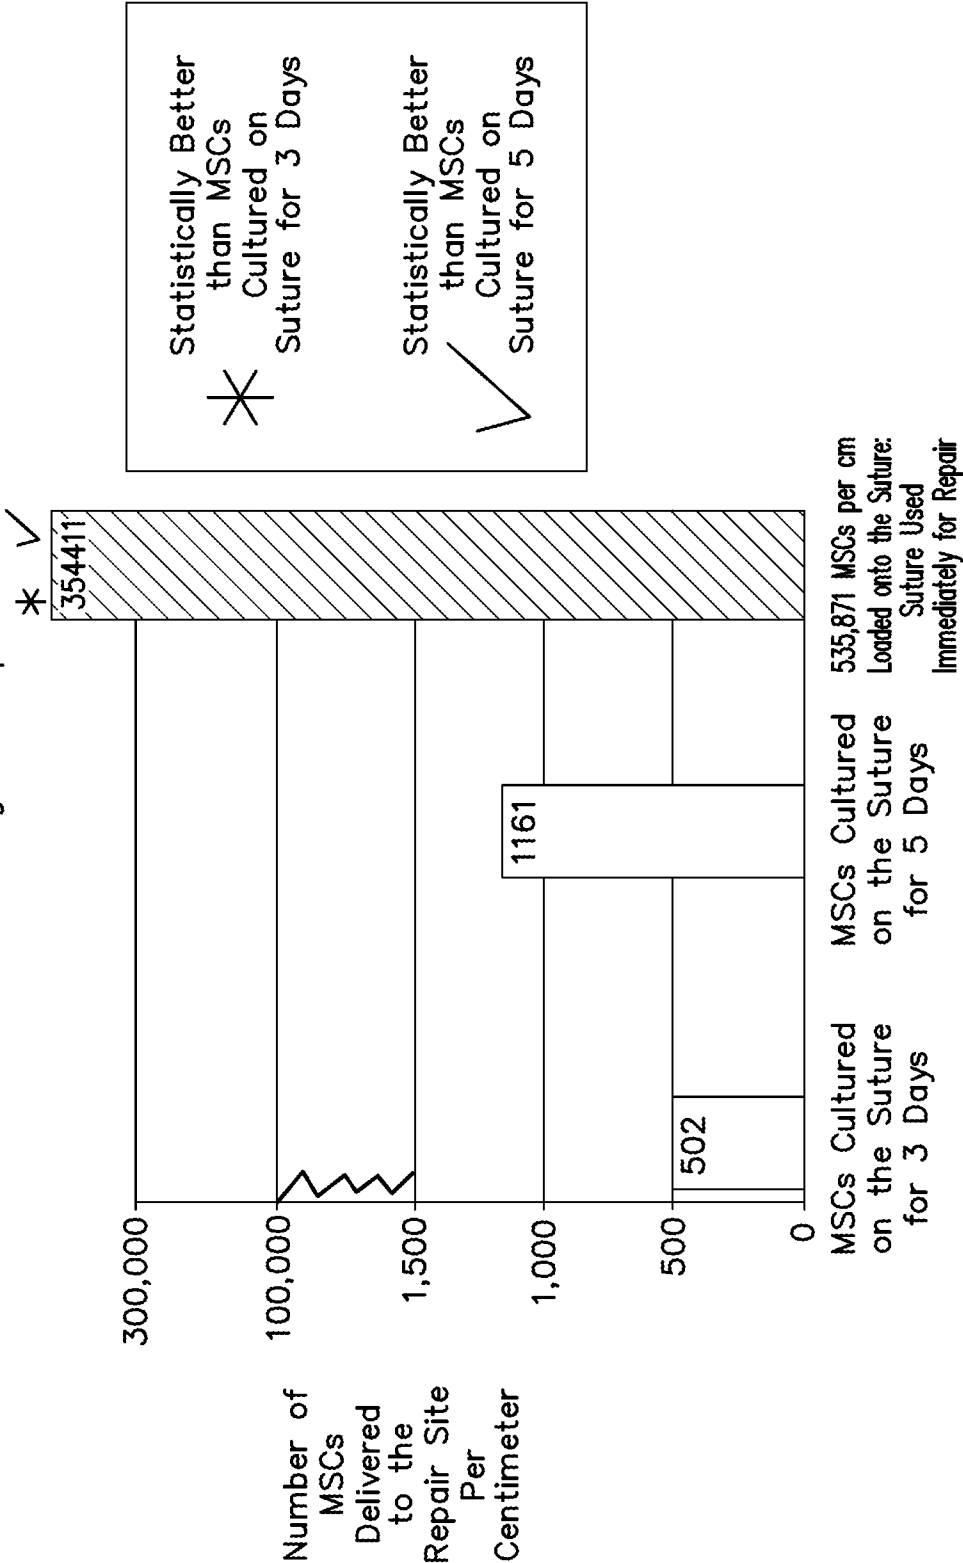 * ✓
300,000
100,000
1,500
1,000
500
0
Number of
MSCs
Delivered
to the
Repair Site
Per
Centimeter
502
1161
354411
MSCs Cultured
on the Suture
for 3 Days
MSCs Cultured
on the Suture
for 5 Days
535,871 MSCs per cm
Loaded onto the Suture:
Suture Used
Immediately for Repair
* Statistically Better
than MSCs
Cultured on
Suture for 3 Days
✓ Statistically Better
than MSCs
Cultured on
Suture for 5 Days